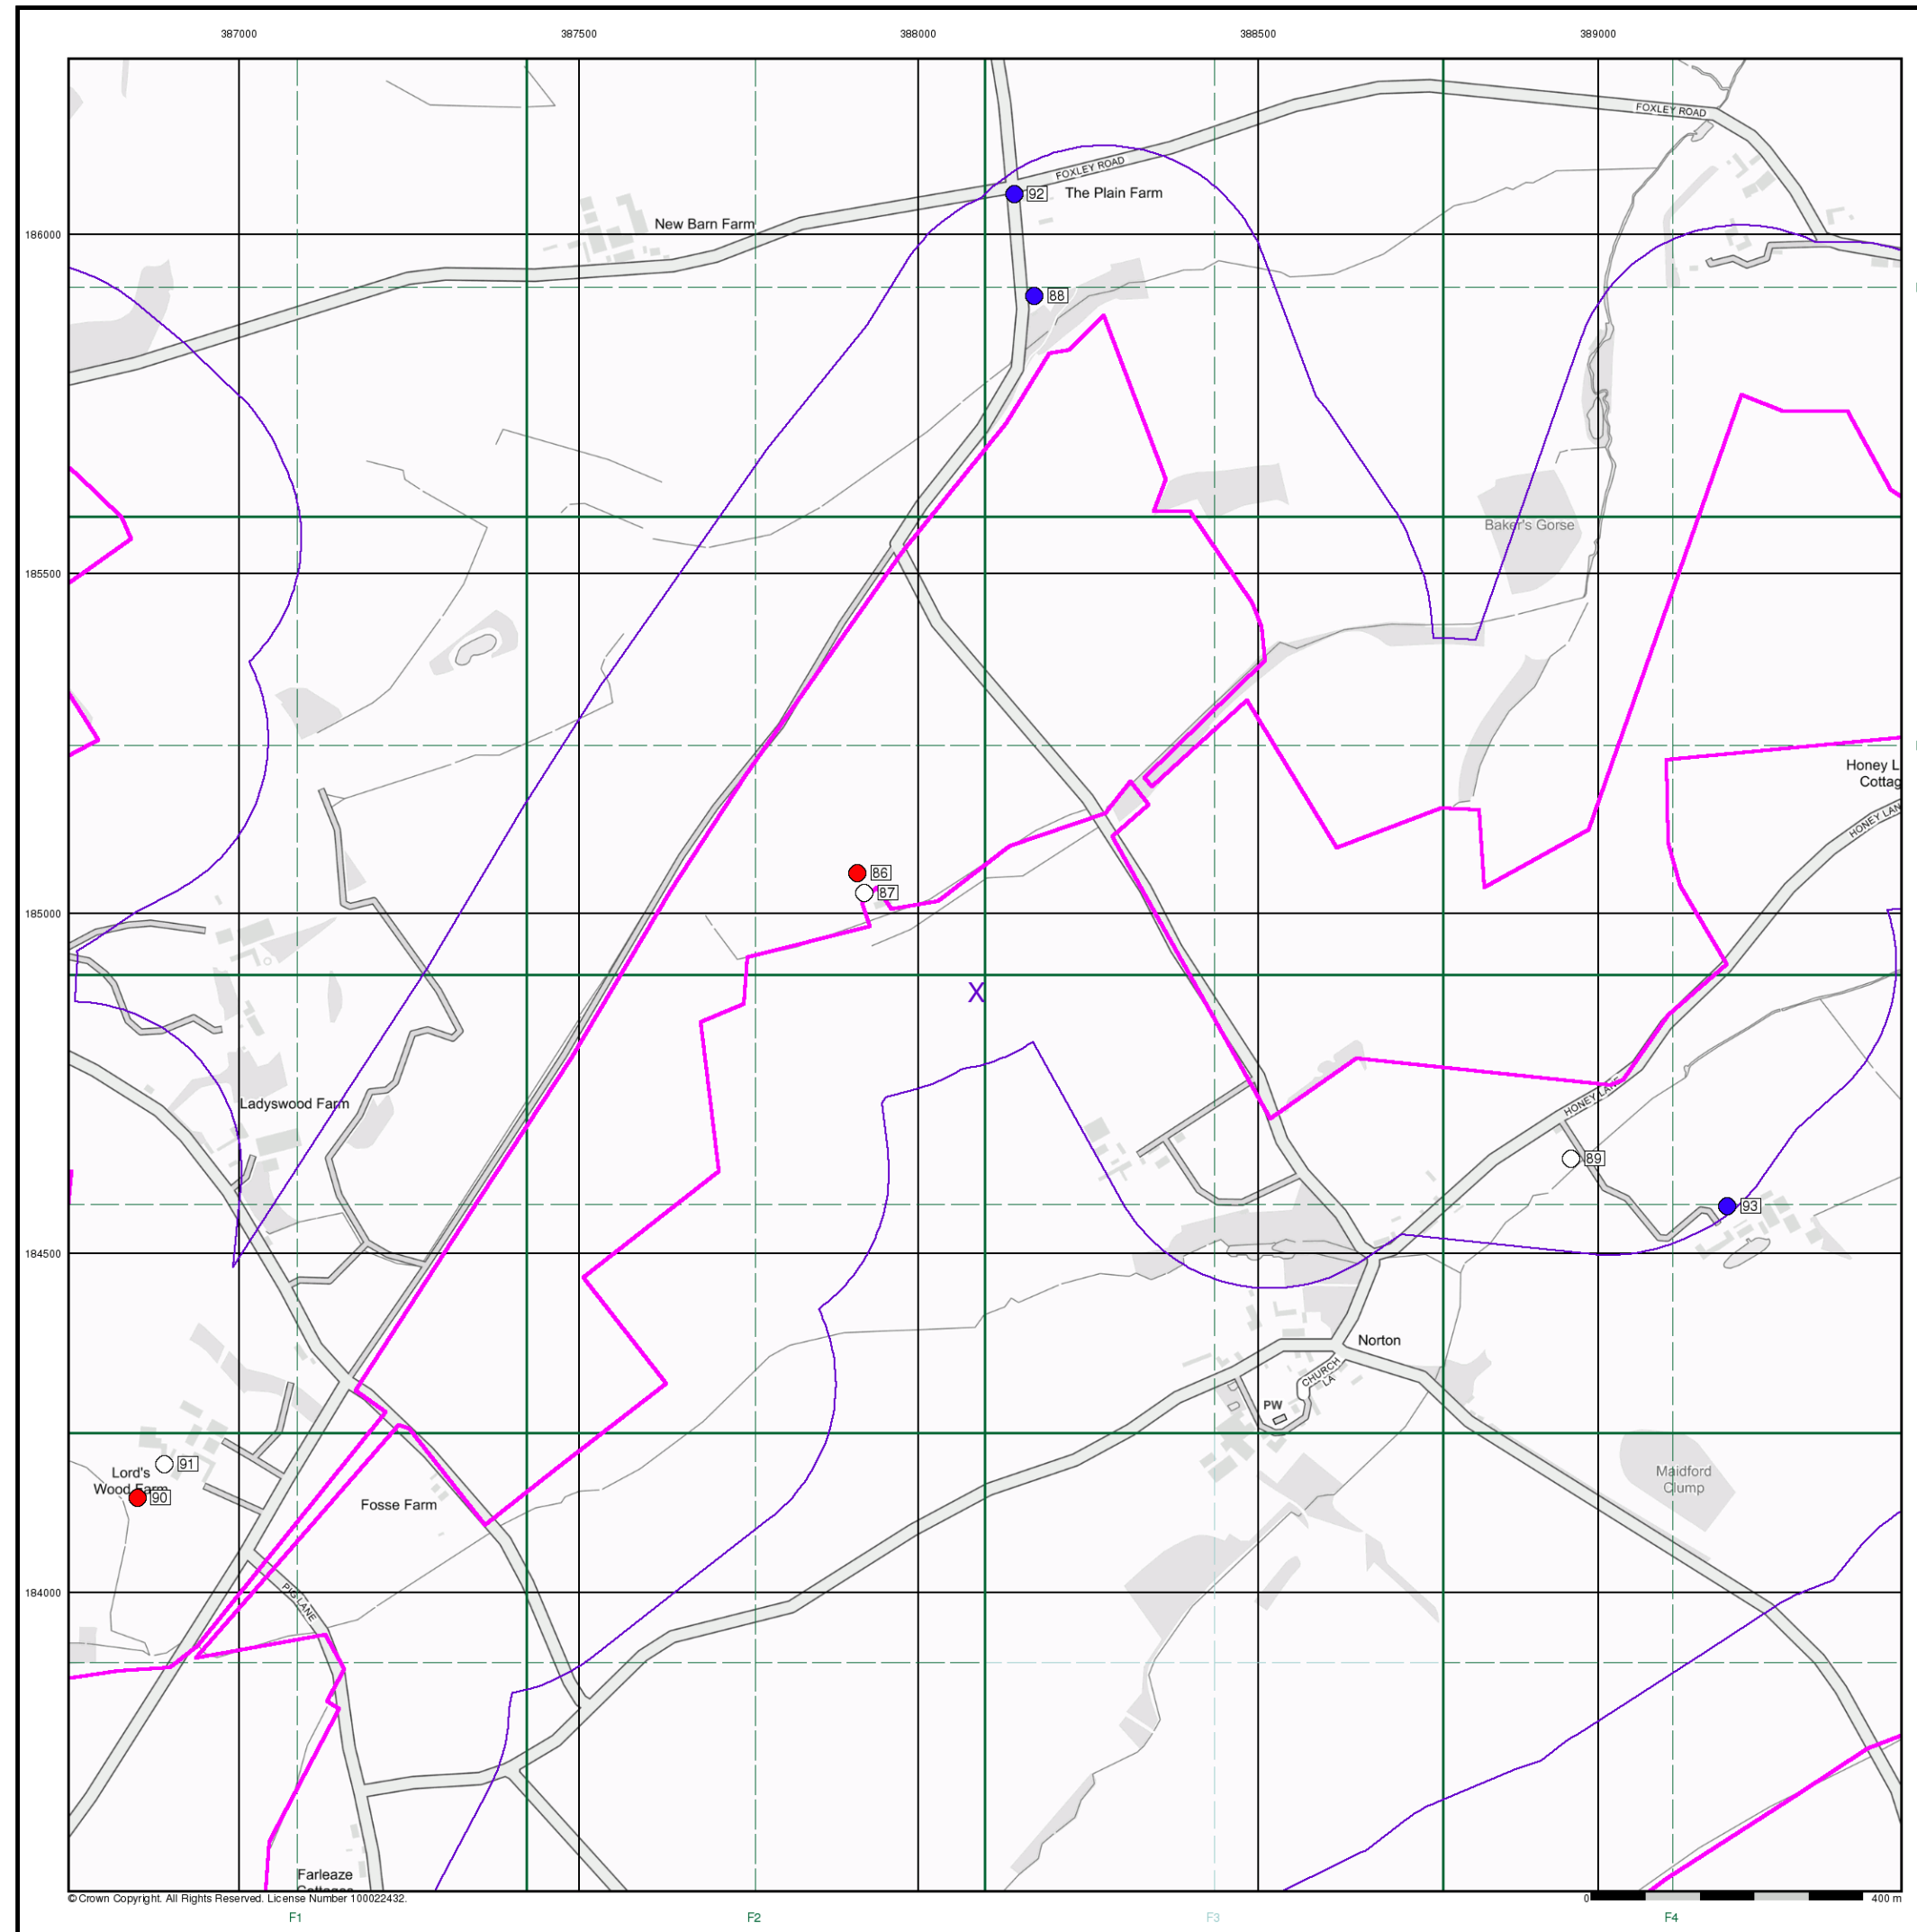 387000 387500 388000 388500 389000
FOXLEY ROAD
FOXLEY ROAD
92
The Plain Farm
New Barn Farm
186000
88
Baker's Gorse
185500
Honey L
Cottag
HONEY LAN
86
87
185000
X
Ladyswood Farm
HONEY LANE
89
93
184500
Norton
CHURCH
LA
PW
91
Lord's
Wood Farm
90
Fosse Farm
Maidford
Clump
184000
PIG LANE
Farleaze
© Crown Copyright. All Rights Reserved. License Number 100022432.
0 400 m
F1 F2 F3 F4